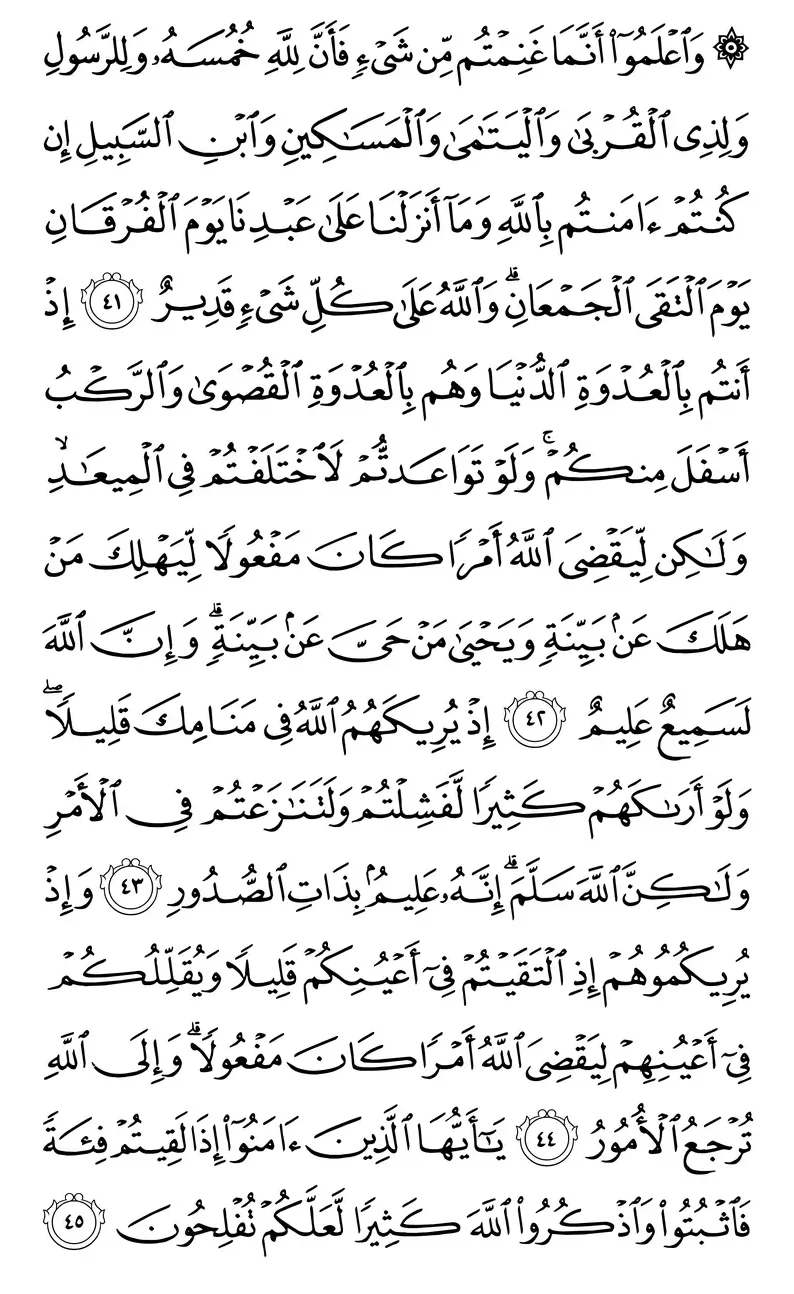 ۞ وَٱعۡلَمُوٓاْ أَنَّمَا غَنِمۡتُم مِّن شَيۡءٖ فَأَنَّ لِلَّهِ خُمُسَهُۥ وَلِلرَّسُولِ
وَلِذِي ٱلۡقُرۡبَىٰ وَٱلۡيَتَٰمَىٰ وَٱلۡمَسَٰكِينِ وَٱبۡنِ ٱلسَّبِيلِ إِن
كُنتُمۡ ءَامَنتُم بِٱللَّهِ وَمَآ أَنزَلۡنَا عَلَىٰ عَبۡدِنَا يَوۡمَ ٱلۡفُرۡقَانِ
يَوۡمَ ٱلۡتَقَى ٱلۡجَمۡعَانِۗ وَٱللَّهُ عَلَىٰ كُلِّ شَيۡءٖ قَدِيرٌ ٤١ إِذۡ
أَنتُم بِٱلۡعُدۡوَةِ ٱلدُّنۡيَا وَهُم بِٱلۡعُدۡوَةِ ٱلۡقُصۡوَىٰ وَٱلرَّكۡبُ
أَسۡفَلَ مِنكُمۡۚ وَلَوۡ تَوَاعَدتُّمۡ لَٱخۡتَلَفۡتُمۡ فِي ٱلۡمِيعَٰدِ ۙ
وَلَٰكِن لِّيَقۡضِيَ ٱللَّهُ أَمۡرٗا كَانَ مَفۡعُولٗا لِّيَهۡلِكَ مَنۡ
هَلَكَ عَنۢ بَيِّنَةٖ وَيَحۡيَىٰ مَنۡ حَيَّ عَنۢ بَيِّنَةٖۗ وَإِنَّ ٱللَّهَ
لَسَمِيعٌ عَلِيمٌ ٤٢ إِذۡ يُرِيكَهُمُ ٱللَّهُ فِي مَنَامِكَ قَلِيلٗاۖ
وَلَوۡ أَرَىٰكَهُمۡ كَثِيرٗا لَّفَشِلۡتُمۡ وَلَتَنَٰزَعۡتُمۡ فِي ٱلۡأَمۡرِ
وَلَٰكِنَّ ٱللَّهَ سَلَّمَۗ إِنَّهُۥ عَلِيمُۢ بِذَاتِ ٱلصُّدُورِ ٤٣ وَإِذۡ
يُرِيكُمُوهُمۡ إِذِ ٱلۡتَقَيۡتُمۡ فِيٓ أَعۡيُنِكُمۡ قَلِيلٗا وَيُقَلِّلُكُمۡ
فِيٓ أَعۡيُنِهِمۡ لِيَقۡضِيَ ٱللَّهُ أَمۡرٗا كَانَ مَفۡعُولٗاۗ وَإِلَى ٱللَّهِ
تُرۡجَعُ ٱلۡأُمُورُ ٤٤ يَٰٓأَيُّهَا ٱلَّذِينَ ءَامَنُوٓاْ إِذَا لَقِيتُمۡ فِئَةٗ
فَٱثۡبُتُواْ وَٱذۡكُرُواْ ٱللَّهَ كَثِيرٗا لَّعَلَّكُمۡ تُفۡلِحُونَ ٤٥